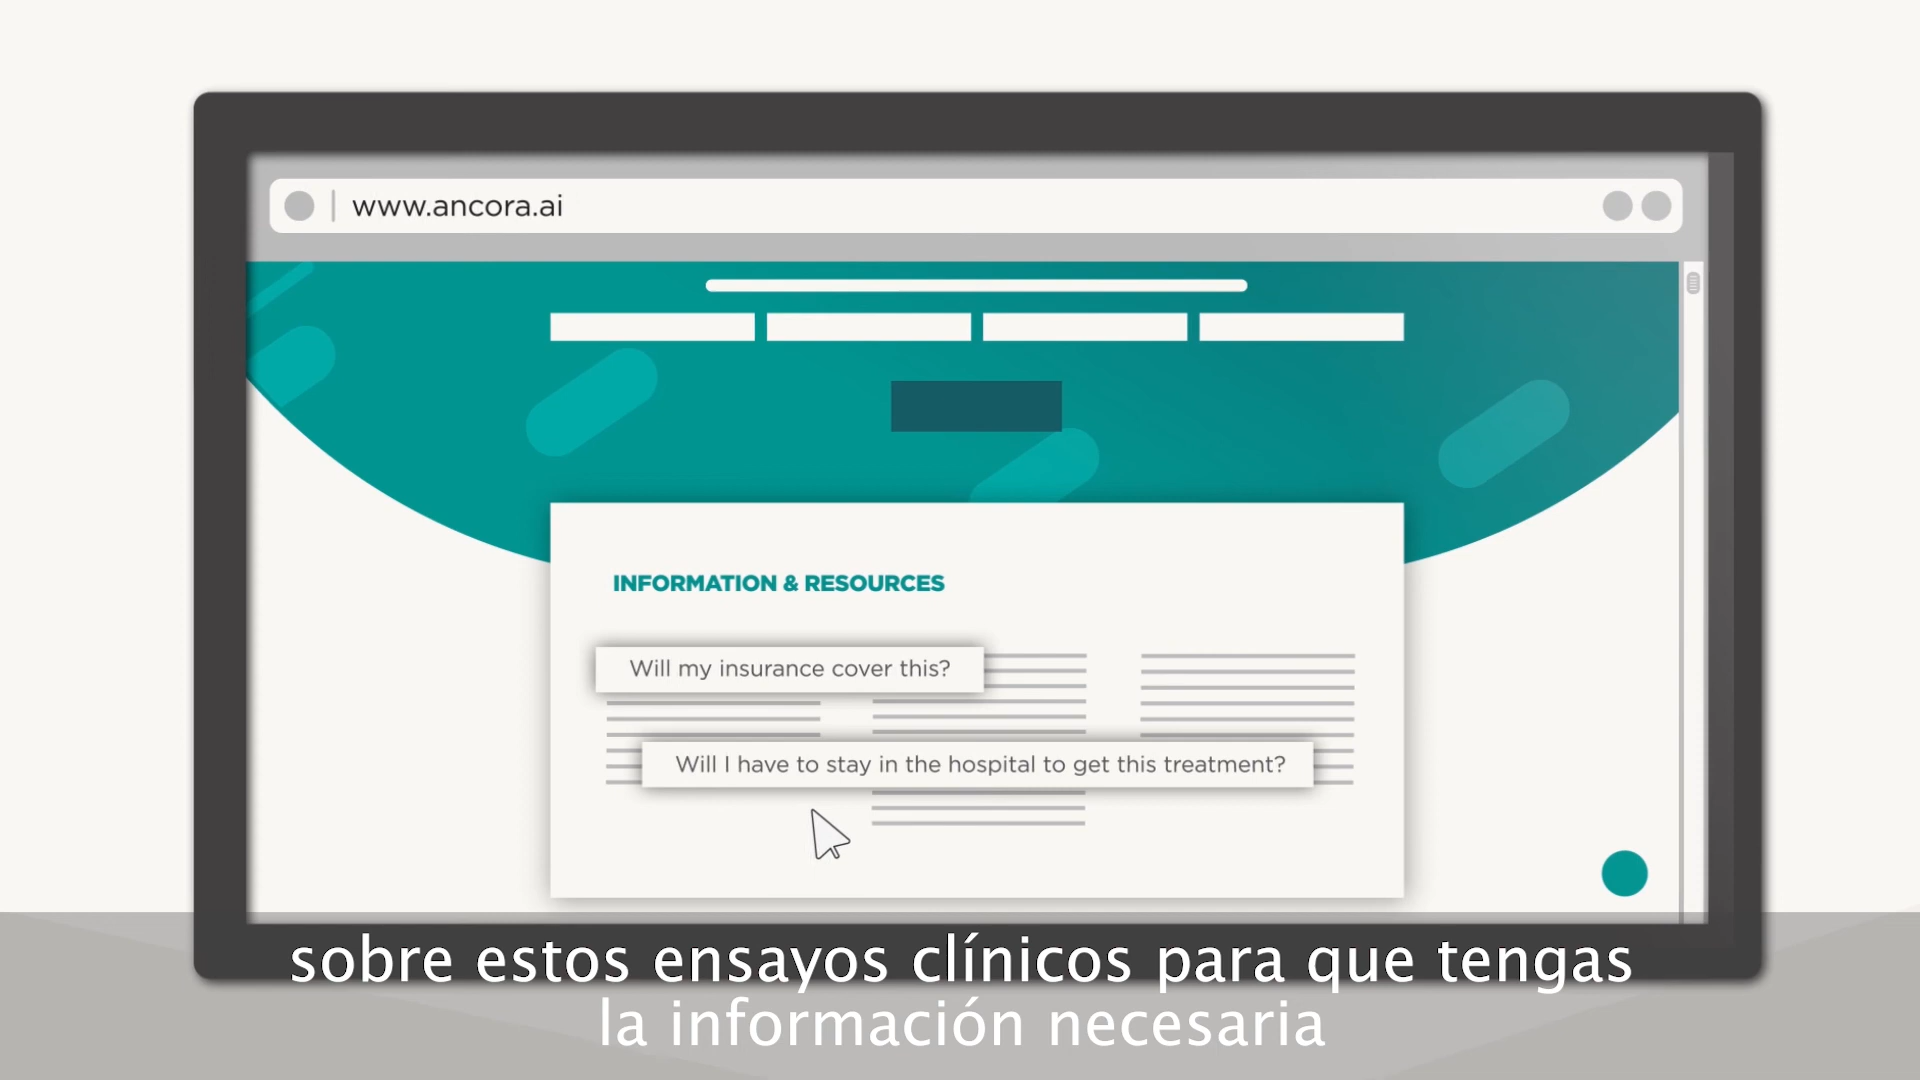 www.ancora.ai
INFORMATION & RESOURCES
Will my insurance cover this?
Will I have to stay in the hospital to get this treatment?
sobre estos ensayos clínicos para que tengas
la información necesaria